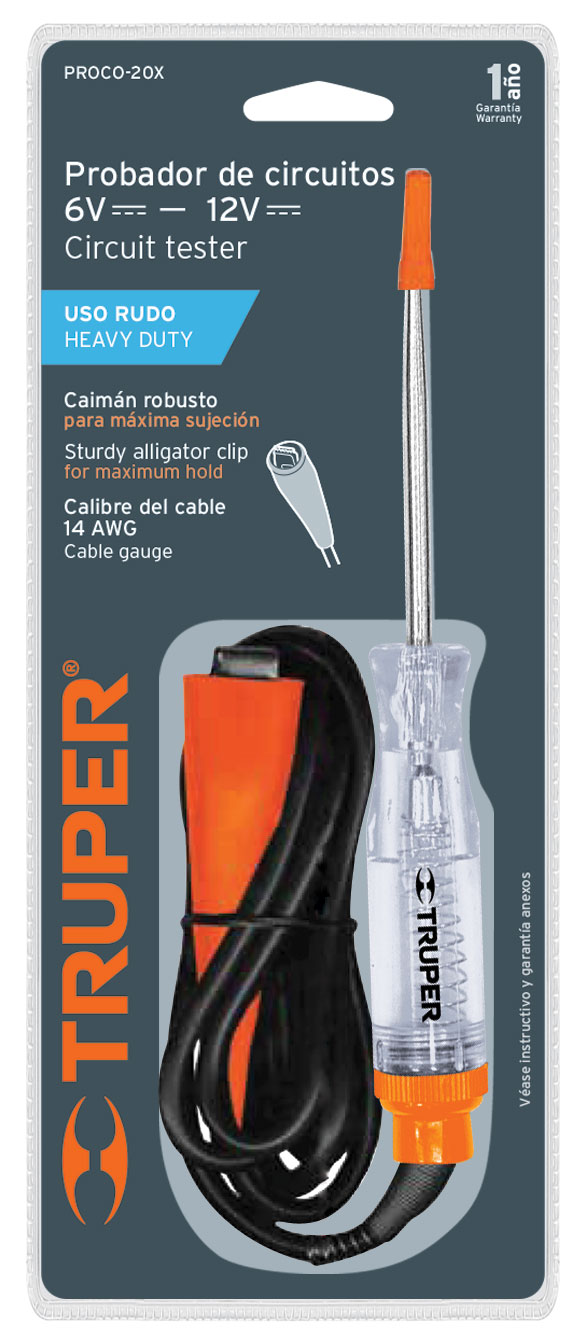 PROCO-20X
1 año
Garantía
Warranty
Probador de circuitos
6V⎓ — 12V⎓
Circuit tester
USO RUDO
HEAVY DUTY
Caimán robusto
para máxima sujeción
Sturdy alligator clip
for maximum hold
Calibre del cable
14 AWG
Cable gauge
TRUPER®
TRUPER
Véase instructivo y garantía anexos